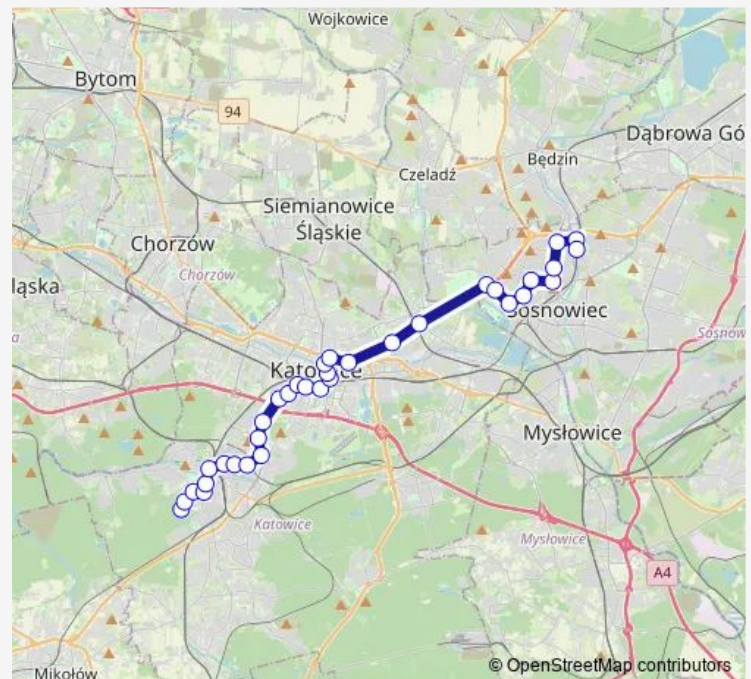 Wojkowice
Bytom
94
Dąbrowa Gó
Będzin
Czeladź
Siemianowice
Śląskie
Chorzów
Chorzów
ląska
Sosnowiec
Sosnow
Katowice
Mysłowice
Katowice
Mysłowice
A4
Mikołów
© OpenStreetMap contributors